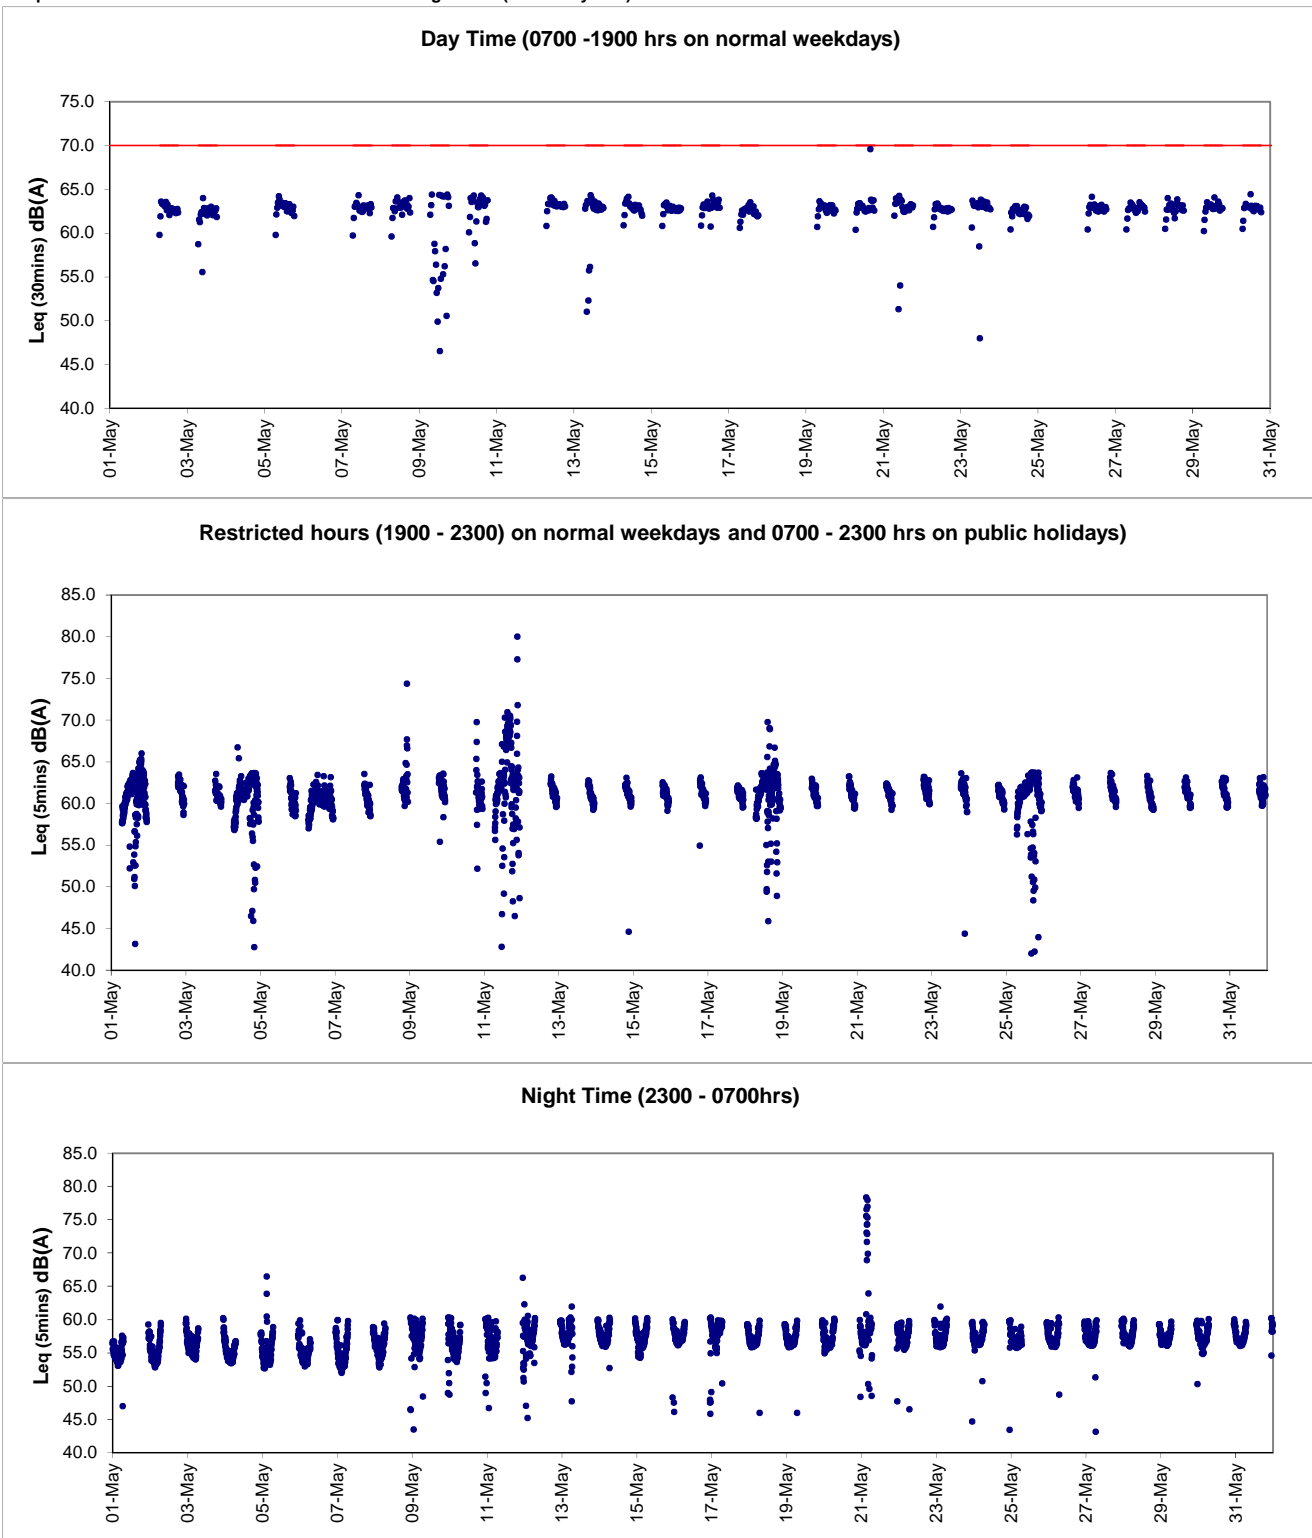 Day Time (0700 -1900 hrs on normal weekdays)
Leq (30mins) dB(A)
75.0
70.0
65.0
60.0
55.0
50.0
45.0
40.0
01-May
03-May
05-May
07-May
09-May
11-May
13-May
15-May
17-May
19-May
21-May
23-May
25-May
27-May
29-May
31-May
Restricted hours (1900 - 2300) on normal weekdays and 0700 - 2300 hrs on public holidays)
Leq (5mins) dB(A)
85.0
80.0
75.0
70.0
65.0
60.0
55.0
50.0
45.0
40.0
01-May
03-May
05-May
07-May
09-May
11-May
13-May
15-May
17-May
19-May
21-May
23-May
25-May
27-May
29-May
31-May
Night Time (2300 - 0700hrs)
Leq (5mins) dB(A)
85.0
80.0
75.0
70.0
65.0
60.0
55.0
50.0
45.0
40.0
01-May
03-May
05-May
07-May
09-May
11-May
13-May
15-May
17-May
19-May
21-May
23-May
25-May
27-May
29-May
31-May